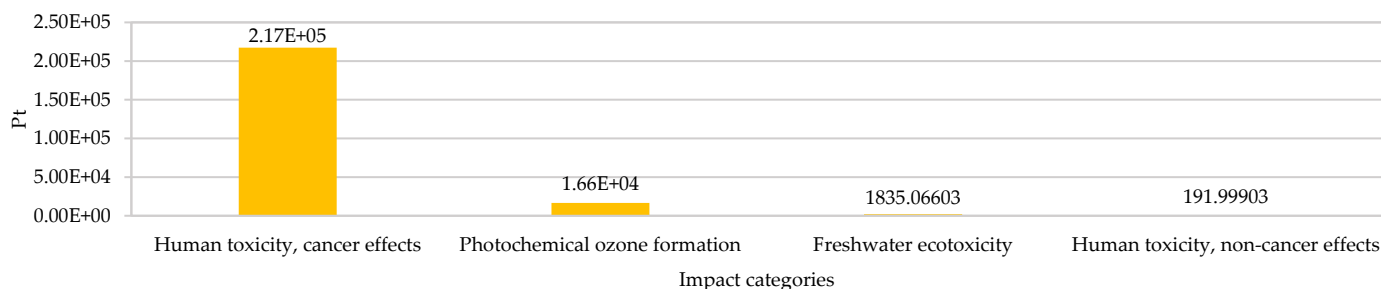 2.50E+05
2.17E+05
2.00E+05
1.50E+05
Pt
1.00E+05
5.00E+04
1.66E+04
1835.06603
191.99903
0.00E+00
Human toxicity, cancer effects
Photochemical ozone formation
Freshwater ecotoxicity
Human toxicity, non-cancer effects
Impact categories